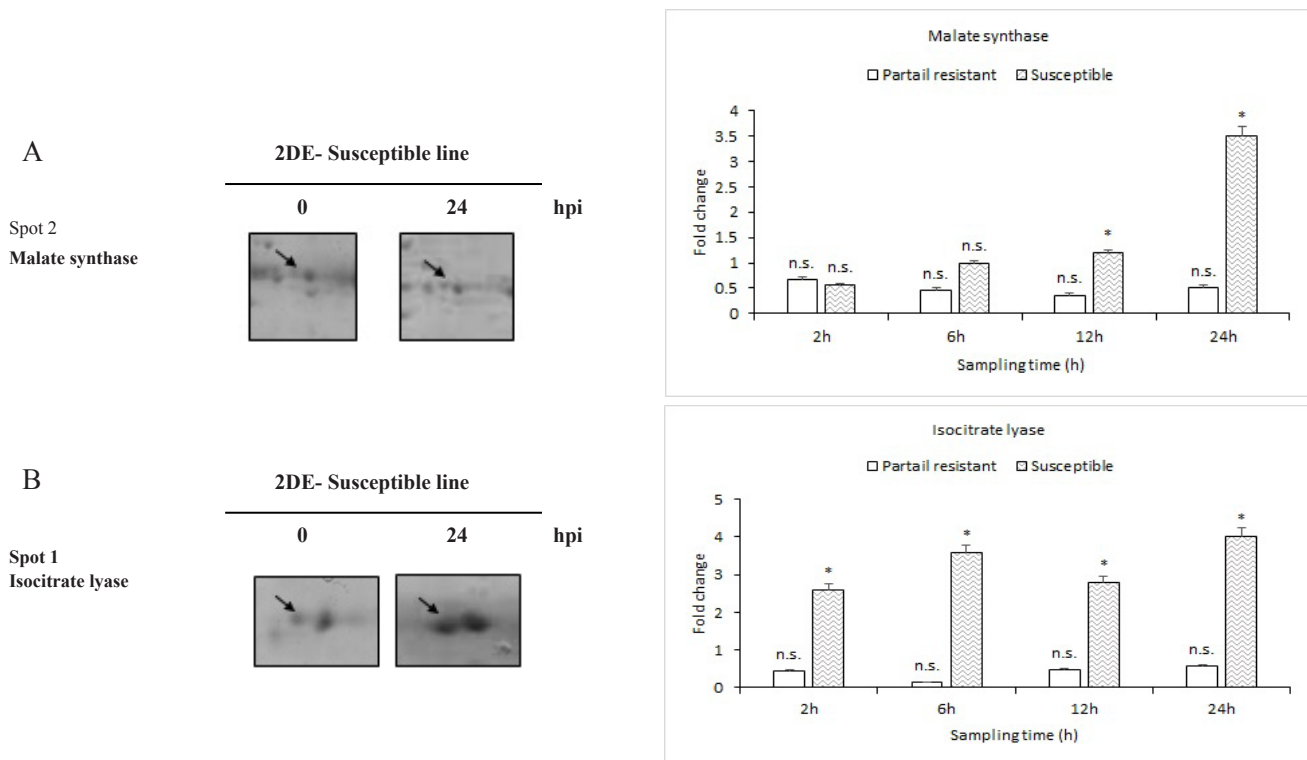 A
2DE- Susceptible line
0 24 hpi
Spot 2
Malate synthase
Malate synthase
Partail resistant Susceptible
Fold change
4
3.5
3
2.5
2
1.5
1
0.5
0
n.s. n.s. n.s. n.s. n.s. * n.s. *
2h 6h 12h 24h
Sampling time (h)
B
2DE- Susceptible line
0 24 hpi
Spot 1
Isocitrate lyase
Isocitrate lyase
Partail resistant Susceptible
Fold change
5
4
3
2
1
0
n.s. * n.s. * n.s. * n.s. *
2h 6h 12h 24h
Sampling time (h)